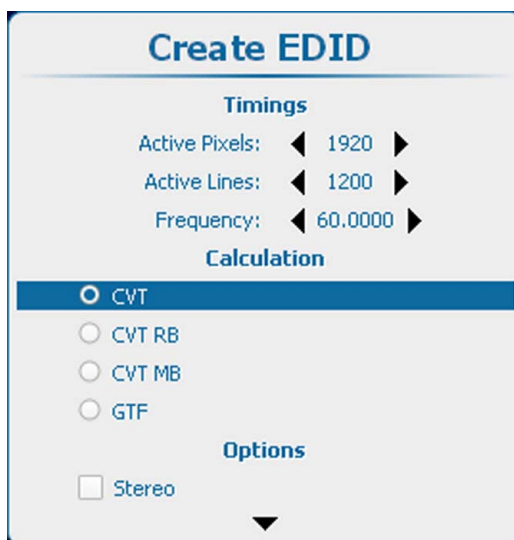 Create EDID
Timings
Active Pixels: 1920
Active Lines: 1200
Frequency: 60.0000
Calculation
CVT
CVT RB
CVT MB
GTF
Options
Stereo